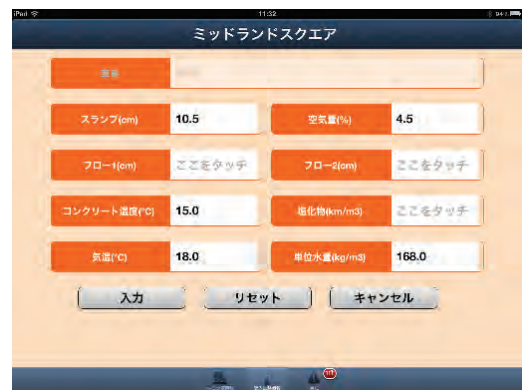 iPad 11:32 94%
ミッドランドスクエア
スランプ(cm) 10.5 空気量(%) 4.5
フロー1(cm) ここをタッチ フロー2(cm) ここをタッチ
コンクリート温度(°C) 15.0 塩化物(km/m3) ここをタッチ
気温(°C) 18.0 単位水量(kg/m3) 168.0
入力 リセット キャンセル